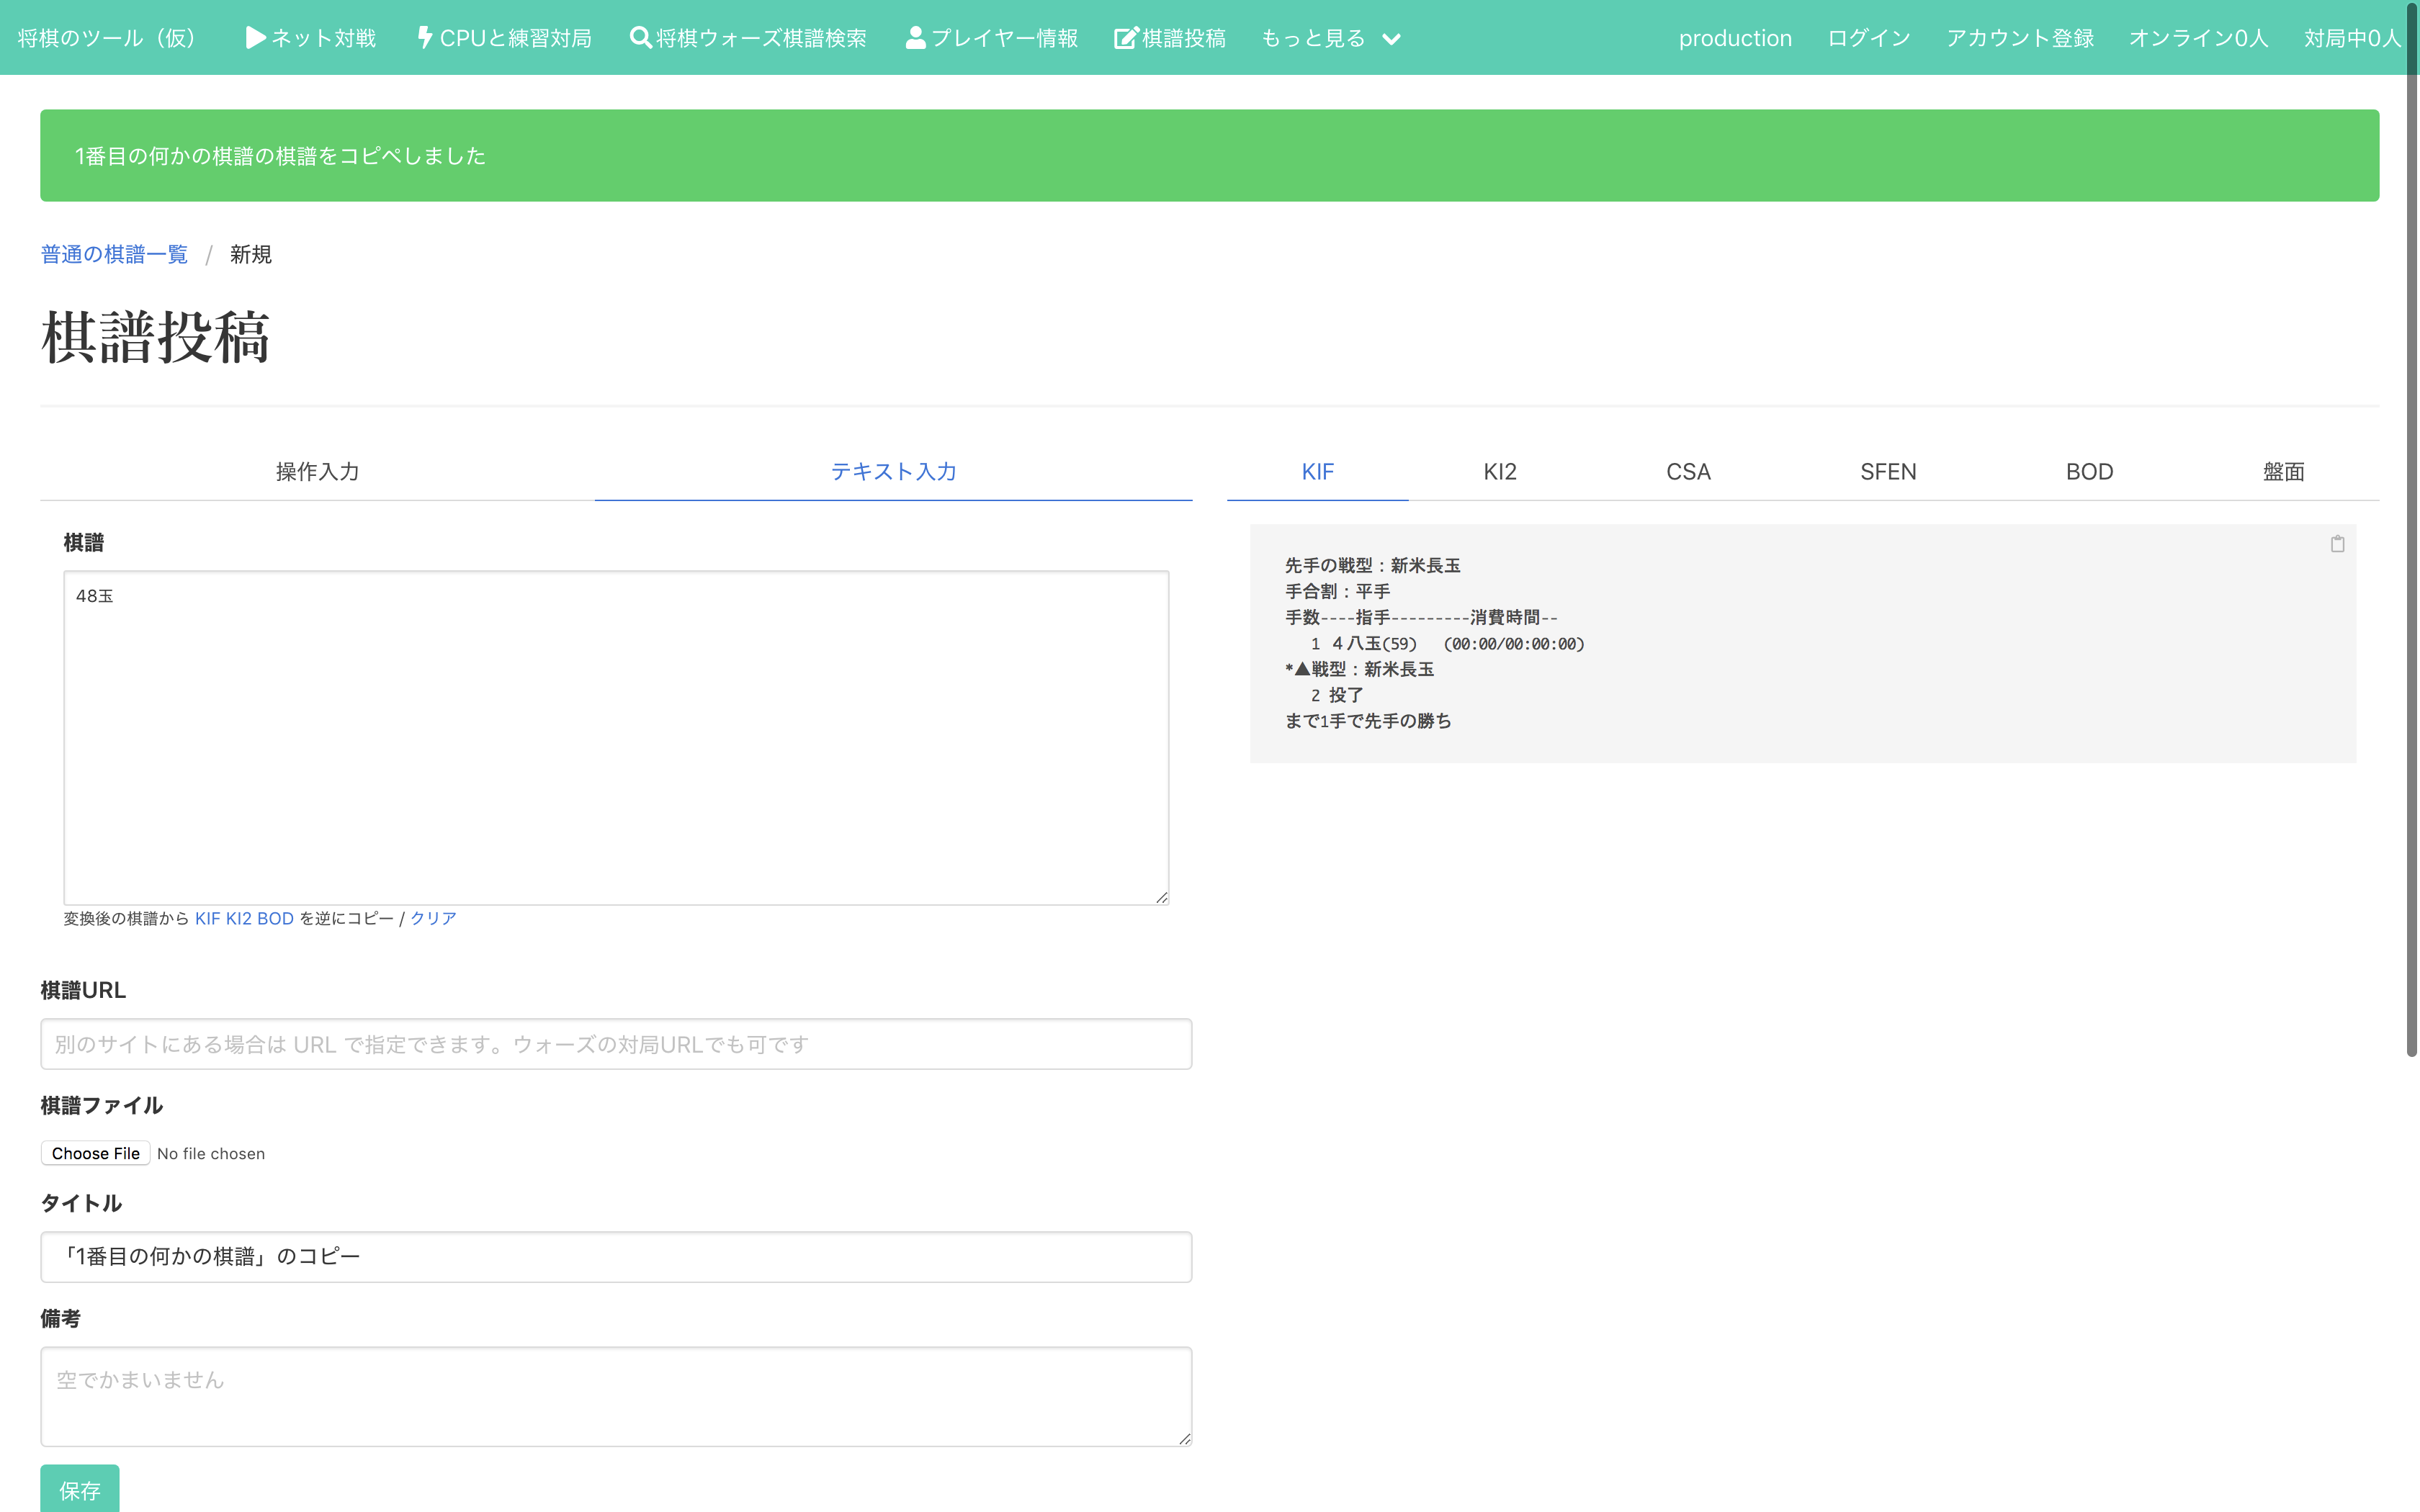 将棋のツール（仮） ネット対戦 CPUと練習対局 将棋ウォーズ棋譜検索 プレイヤー情報 棋譜投稿 もっと見る production ログイン アカウント登録 オンライン0人 対局中0人
1番目の何かの棋譜の棋譜をコピペしました
普通の棋譜一覧 / 新規
棋譜投稿
操作入力 テキスト入力
棋譜
48玉
変換後の棋譜から KIF KI2 BOD を逆にコピー / クリア
棋譜URL
別のサイトにある場合は URL で指定できます。ウォーズの対局URLでも可です
棋譜ファイル
Choose File No file chosen
タイトル
「1番目の何かの棋譜」のコピー
備考
空でかまいません
保存
KIF KI2 CSA SFEN BOD 盤面
先手の戦型：新米長玉
手合割：平手
手数----指手---------消費時間--
1 ４八玉(59) (00:00/00:00:00)
*▲戦型：新米長玉
2 投了
まで1手で先手の勝ち